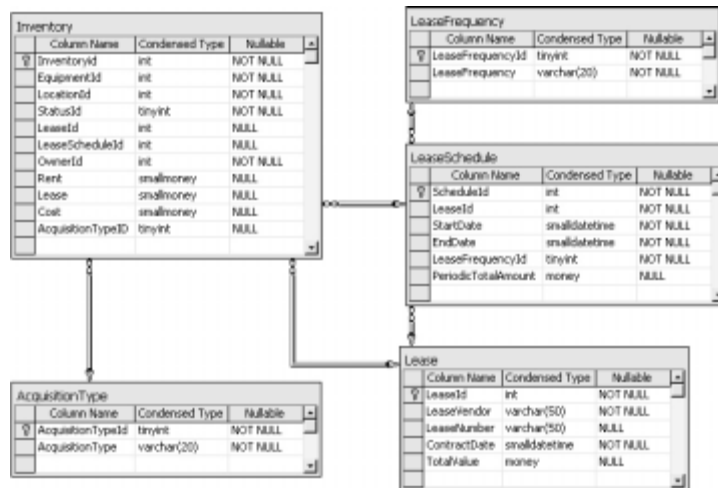 Inventory
Column Name Condensed Type Nullable
Inventoryid int NOT NULL
EquipmentId int NOT NULL
LocationId int NOT NULL
StatusId tinyint NOT NULL
LeaseId int NULL
LeaseScheduleId int NULL
OwnerId int NOT NULL
Rent smallmoney NULL
Lease smallmoney NULL
Cost smallmoney NULL
AcquisitionTypeID tinyint NULL
LeaseFrequency
Column Name Condensed Type Nullable
LeaseFrequencyId tinyint NOT NULL
LeaseFrequency varchar(20) NOT NULL
LeaseSchedule
Column Name Condensed Type Nullable
ScheduleId int NOT NULL
LeaseId int NOT NULL
StartDate smalldatetime NOT NULL
EndDate smalldatetime NOT NULL
LeaseFrequencyId tinyint NOT NULL
PeriodicTotalAmount money NULL
AcquisitionType
Column Name Condensed Type Nullable
AcquisitionTypeId tinyint NOT NULL
AcquisitionType varchar(20) NOT NULL
Lease
Column Name Condensed Type Nullable
LeaseId int NOT NULL
LeaseVendor varchar(50) NOT NULL
LeaseNumber varchar(50) NULL
ContractDate smalldatetime NOT NULL
TotalValue money NULL